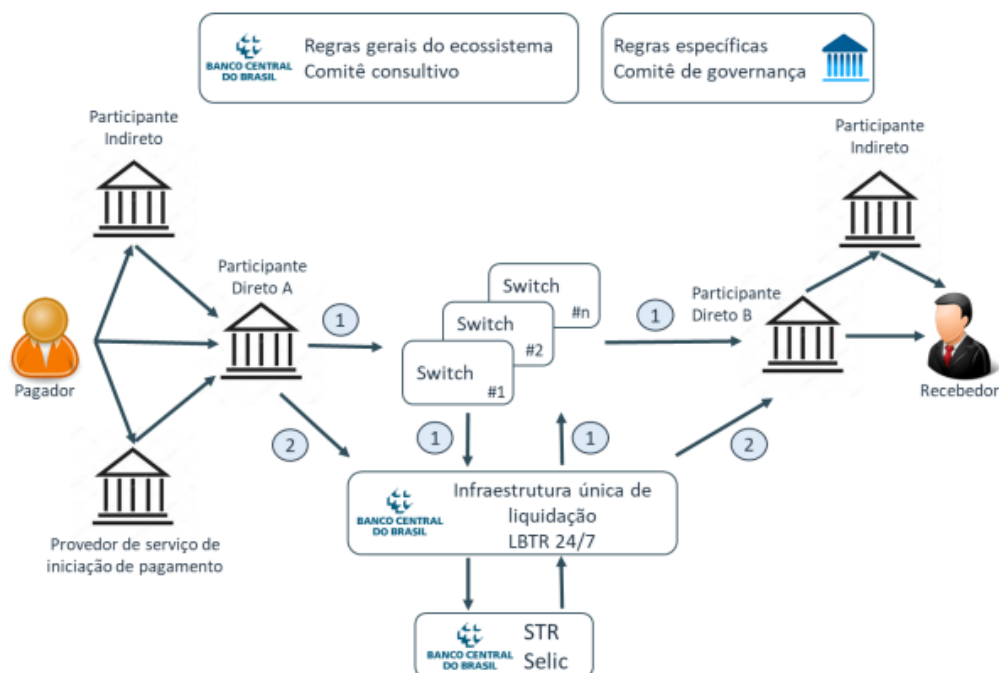 BANCO CENTRAL
DO BRASIL
Regras gerais do ecossistema
Comitê consultivo
Regras específicas
Comitê de governança
Participante
Indireto
Participante
Indireto
Participante
Direto A
1
Switch
#n
Switch
#2
Switch
#1
1
Participante
Direto B
Pagador
Recebedor
2
1
1
2
BANCO CENTRAL
DO BRASIL
Infraestrutura única de
liquidação
LBTR 24/7
Provedor de serviço de
iniciação de pagamento
BANCO CENTRAL
DO BRASIL
STR
Selic